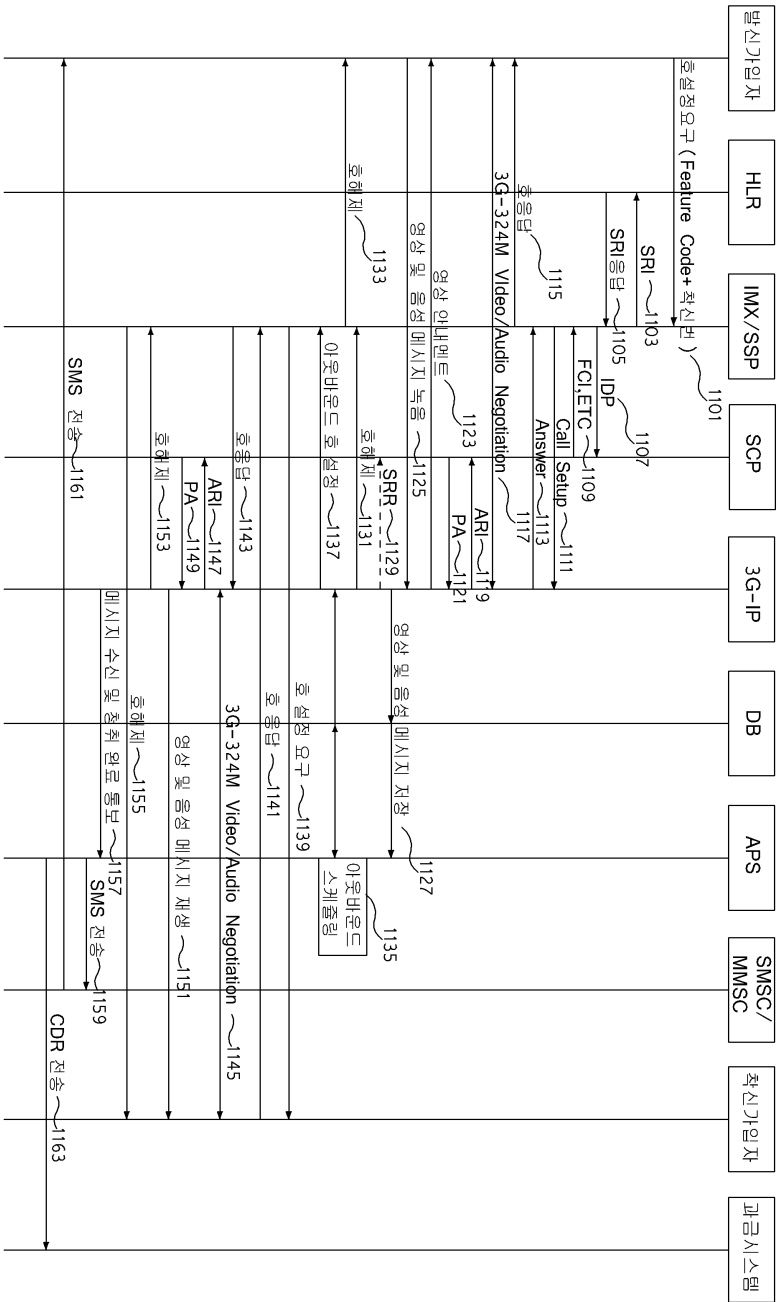 발신가입자
HLR
IMX/SSP
SCP
3G-IP
DB
APS
SMSC/
MMSC
착신가입자
과금시스템
호설정요구 ( Feature Code+ 착신번 ) 1101
SRI 1103
SRI응답 1105
IDP 1107
FCI,ETC 1109
Call Setup 1111
Answer 1113
호응답 1115
3G-324M VIdeo/Audio Negotiation 1117
ARI 1119
PA 1121
영상 안내멘트 1123
영상 및 음성 메시지 녹음 1125
영상 및 음성 메시지 저장 1127
SRR 1129
호해제 1131
호해제 1133
아웃바운드
스케쥴링
1135
아웃바운드 호 설정 1137
호 설정 요구 1139
호 응답 1141
호응답 1143
3G-324M Video/Audio Negotiation 1145
ARI 1147
PA 1149
영상 및 음성 메시지 재생 1151
호해제 1153
호해제 1155
메시지 수신 및 청취 완료 통보 1157
SMS 전송 1159
SMS 전송 1161
CDR 전송 1163